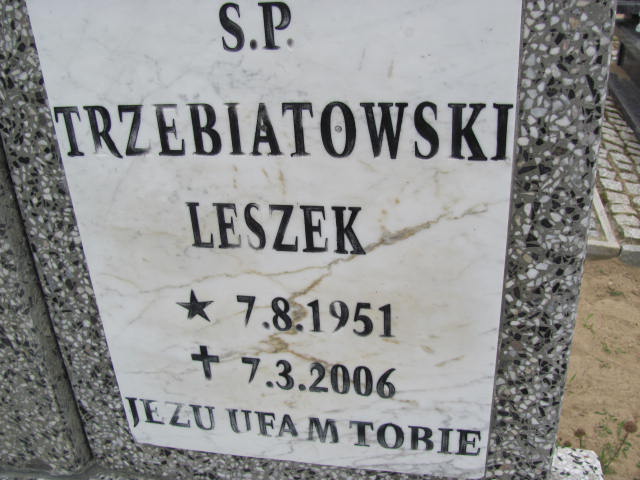 S.P.
TRZEBIATOWSKI
LESZEK
★ 7.8.1951
✝ 7.3.2006
JEZU UFAM TOBIE